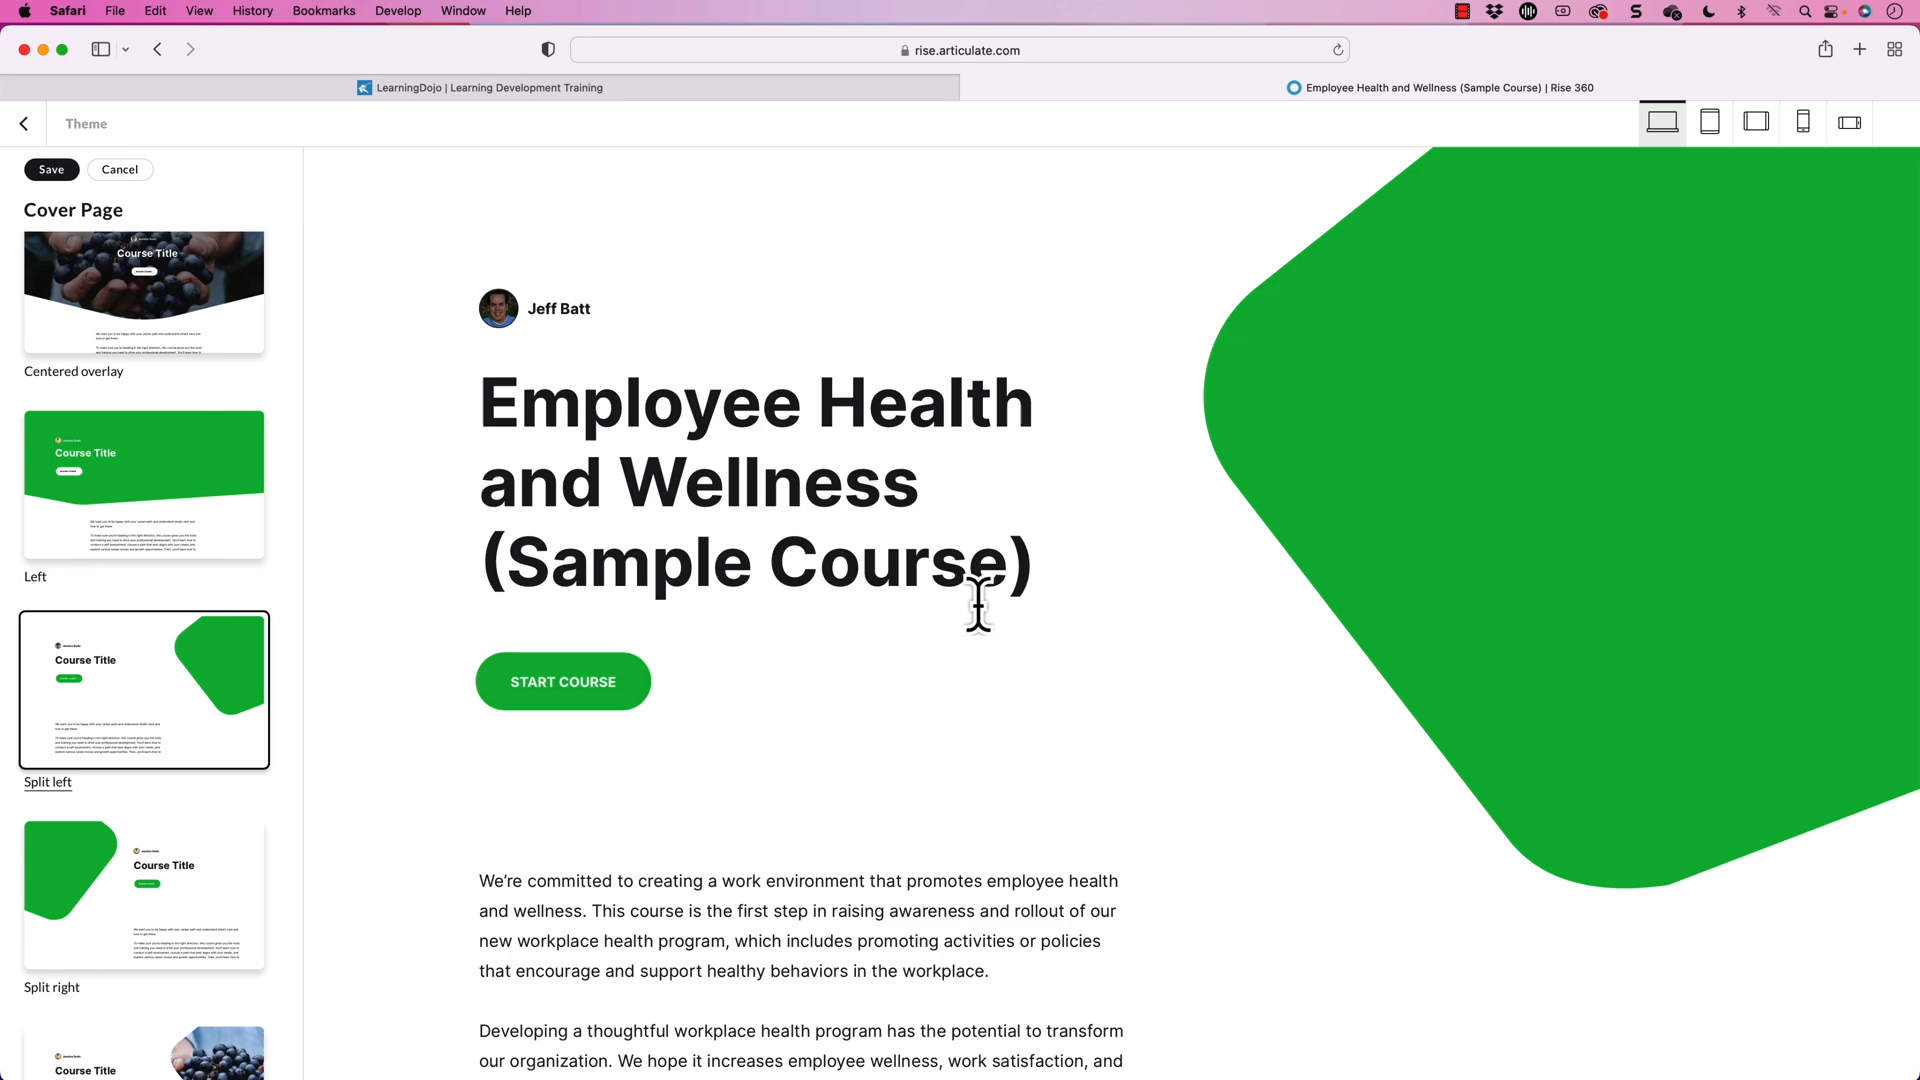 Safari File Edit View History Bookmarks Develop Window Help
rise.articulate.com
LearningDojo | Learning Development Training
Employee Health and Wellness (Sample Course) | Rise 360
Theme
Save Cancel
Cover Page
Course Title
Centered overlay
Course Title
Left
Course Title
Split left
Course Title
Split right
Course Title
Jeff Batt
Employee Health
and Wellness
(Sample Course)
START COURSE
We're committed to creating a work environment that promotes employee health
and wellness. This course is the first step in raising awareness and rollout of our
new workplace health program, which includes promoting activities or policies
that encourage and support healthy behaviors in the workplace.
Developing a thoughtful workplace health program has the potential to transform
our organization. We hope it increases employee wellness, work satisfaction, and